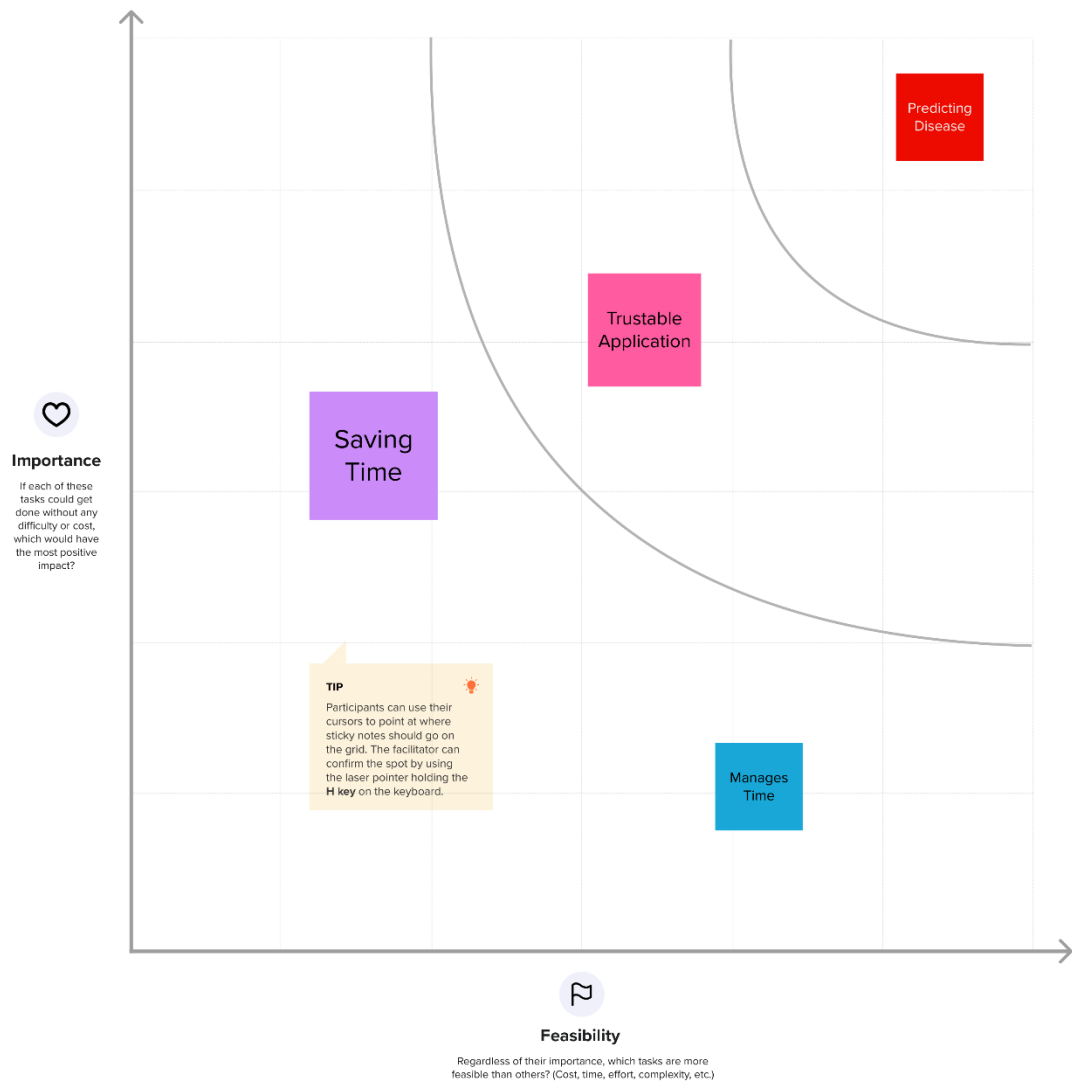 Predicting
Disease
Trustable
Application
Saving
Time
Importance
If each of these
tasks could get
done without any
difficulty or cost,
which would have
the most positive
impact?
TIP
Participants can use their
cursors to point at where
sticky notes should go on
the grid. The facilitator can
confirm the spot by using
the laser pointer holding the
H key on the keyboard.
Manages
Time
Feasibility
Regardless of their importance, which tasks are more
feasible than others? (Cost, time, effort, complexity, etc.)